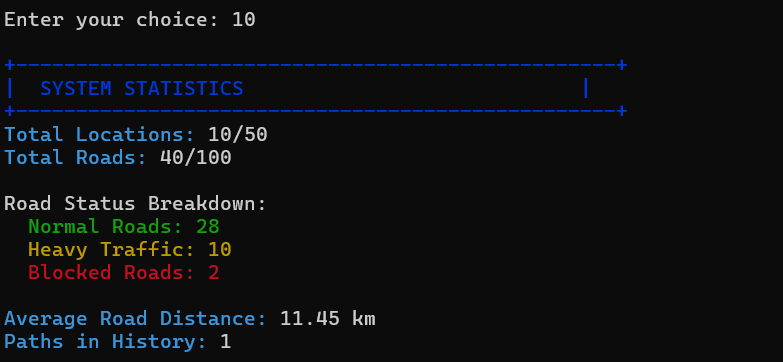 Enter your choice: 10
+--------------------------------------------------+
|  SYSTEM STATISTICS                            |
+--------------------------------------------------+
Total Locations: 10/50
Total Roads: 40/100
Road Status Breakdown:
  Normal Roads: 28
  Heavy Traffic: 10
  Blocked Roads: 2
Average Road Distance: 11.45 km
Paths in History: 1